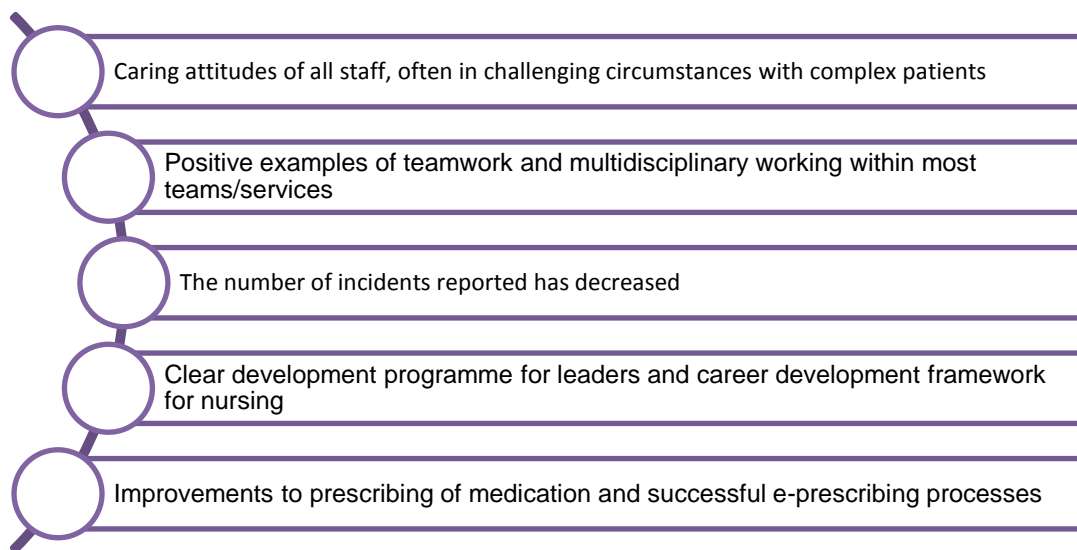 Caring attitudes of all staff, often in challenging circumstances with complex patients
Positive examples of teamwork and multidisciplinary working within most
teams/services
The number of incidents reported has decreased
Clear development programme for leaders and career development framework
for nursing
Improvements to prescribing of medication and successful e-prescribing processes